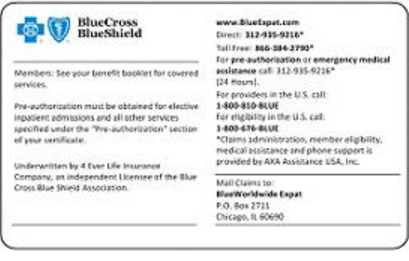 BlueCross
BlueShield
Members: See your benefit booklet for covered
services.
Pre-authorization must be obtained for elective
inpatient admissions and all other services
specified under the "Pre-authorization" section
of your certificate.
Underwritten by 4 Ever Life Insurance
Company, an independent Licensee of the Blue
Cross Blue Shield Association.
www.BlueExpat.com
Direct: 312-935-9216*
Toll Free: 866-384-2790*
For pre-authorization or emergency medical
assistance call: 312-935-9216*
(24 Hours).
For providers in the U.S. call:
1-800-810-BLUE
For eligibility in the U.S. call:
1-800-676-BLUE
*Claims administration, member eligibility,
medical assistance and phone support is
provided by AXA Assistance USA, Inc.
Mail Claims to:
BlueWorldwide Expat
P.O. Box 2711
Chicago, IL 60690